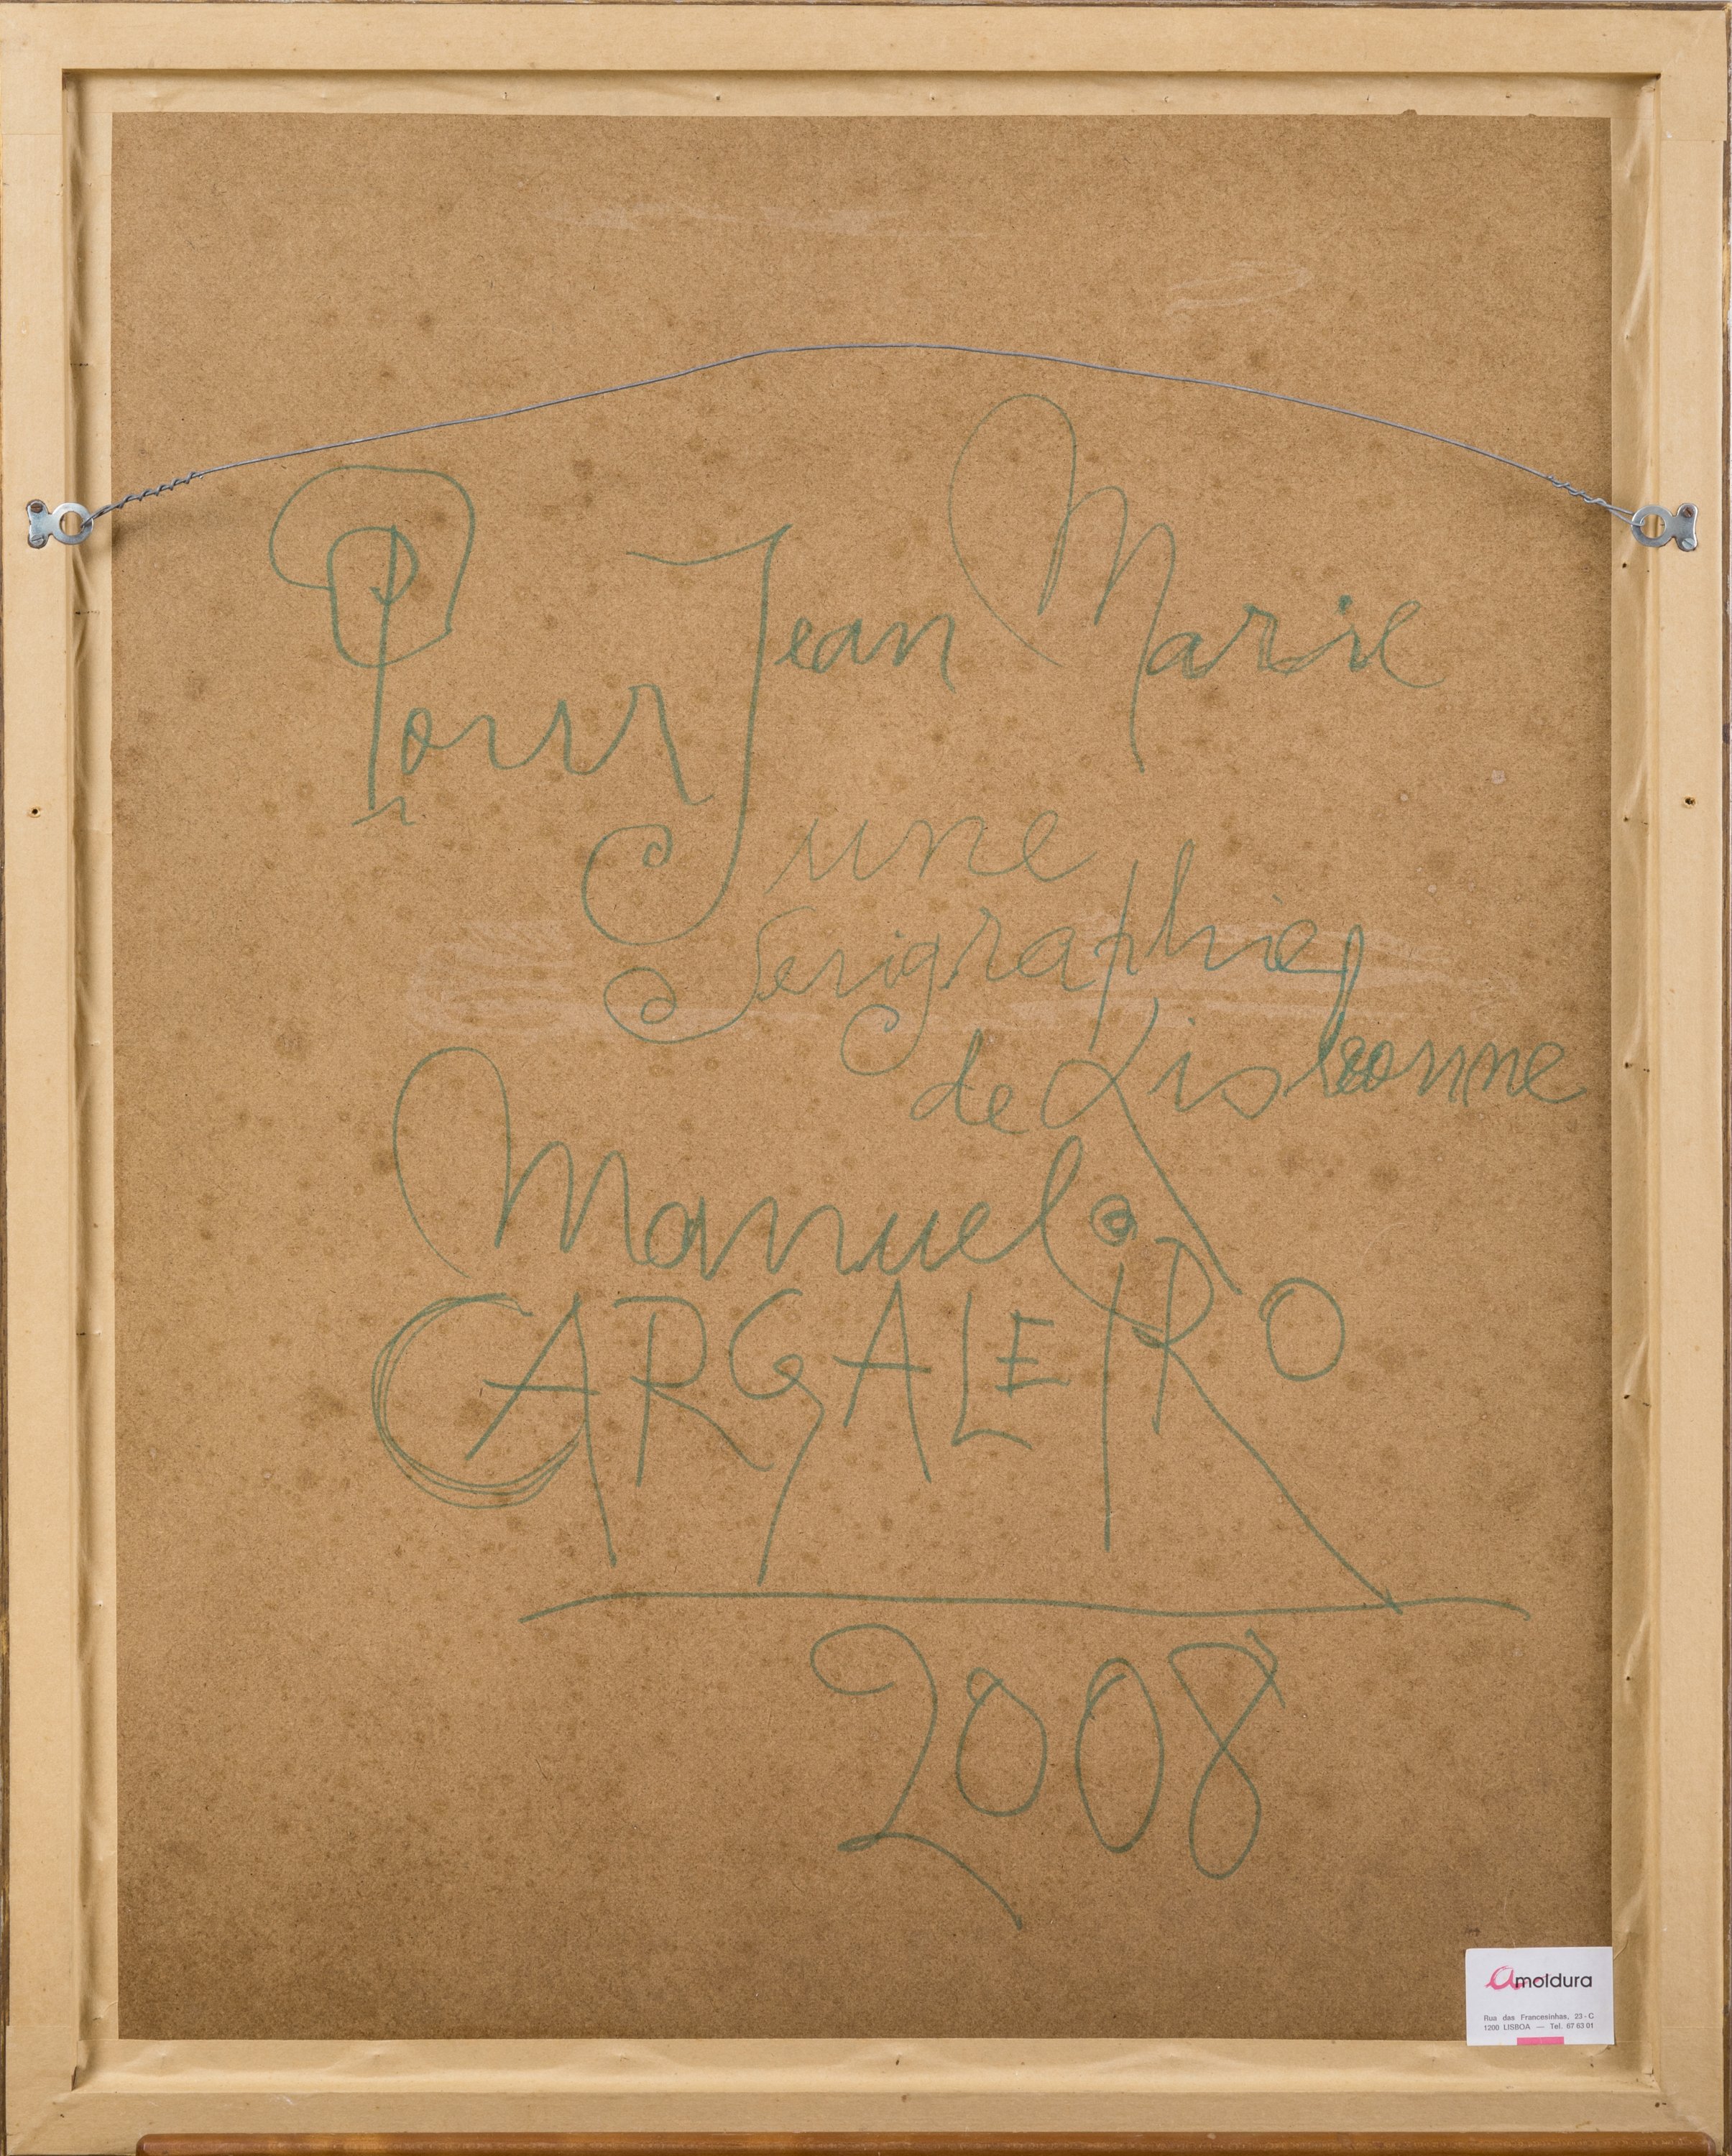 Pour Jean Marie
une
Serigraphie
de Lisbonne
Manuel
CARGALEIRO
2008
amoldura
Rua das Francesinhas, 23-C
1200 LISBOA — Tel. 67 63 01